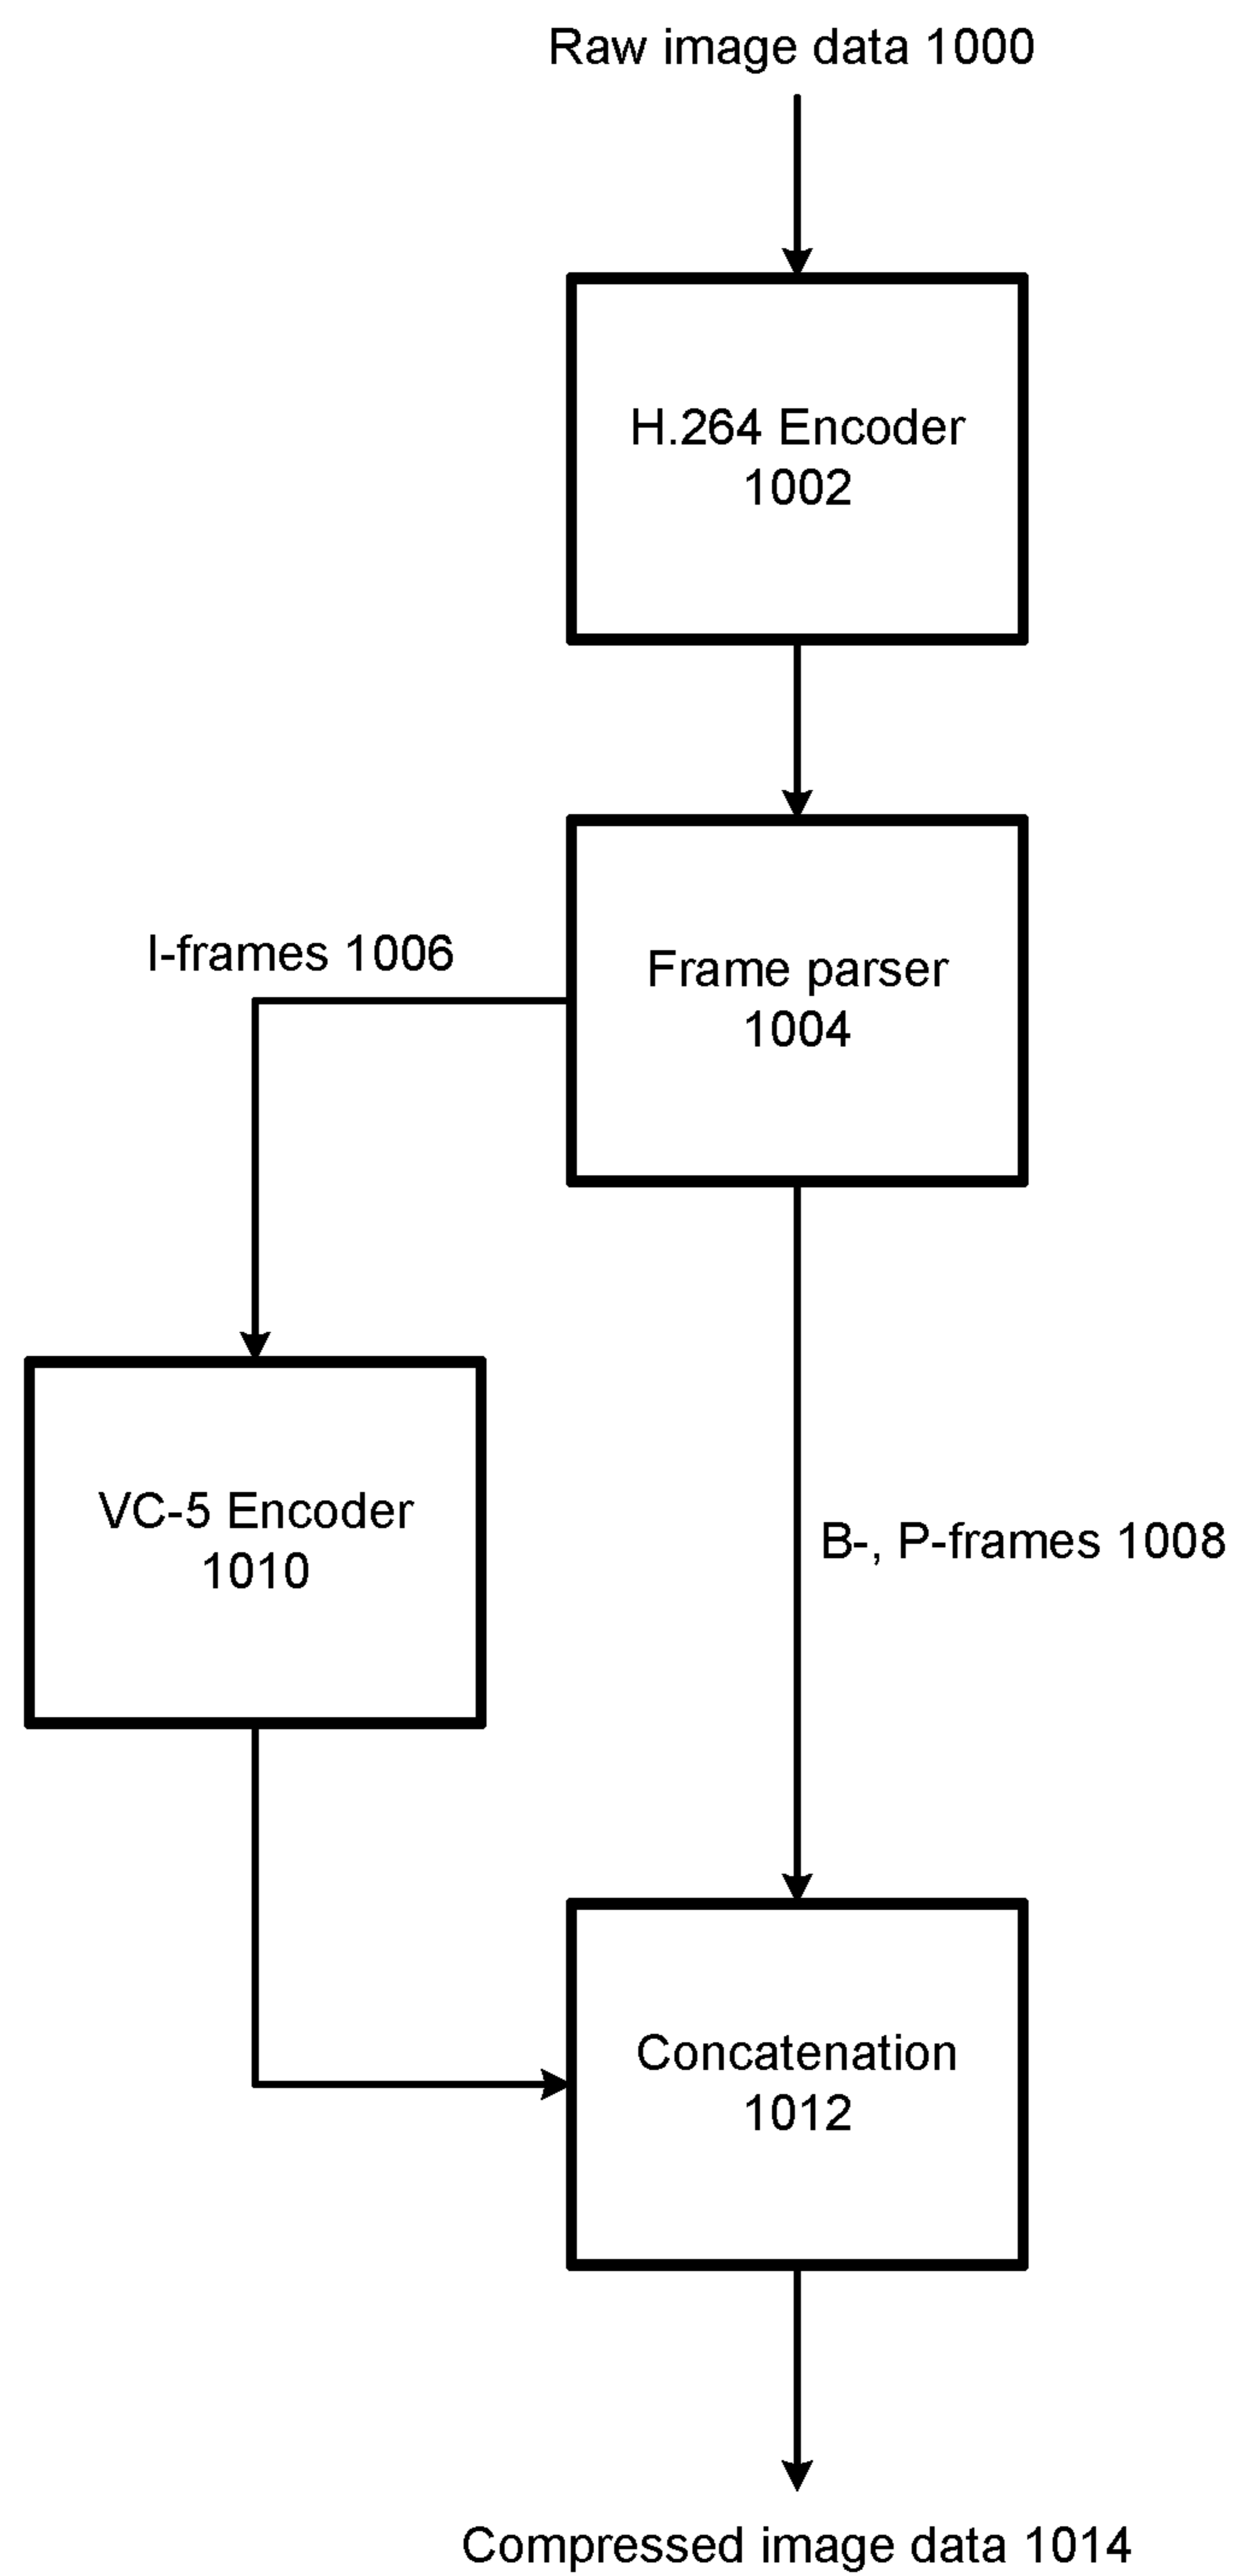 Raw image data 1000
H.264 Encoder
1002
I-frames 1006
Frame parser
1004
VC-5 Encoder
1010
B-, P-frames 1008
Concatenation
1012
Compressed image data 1014